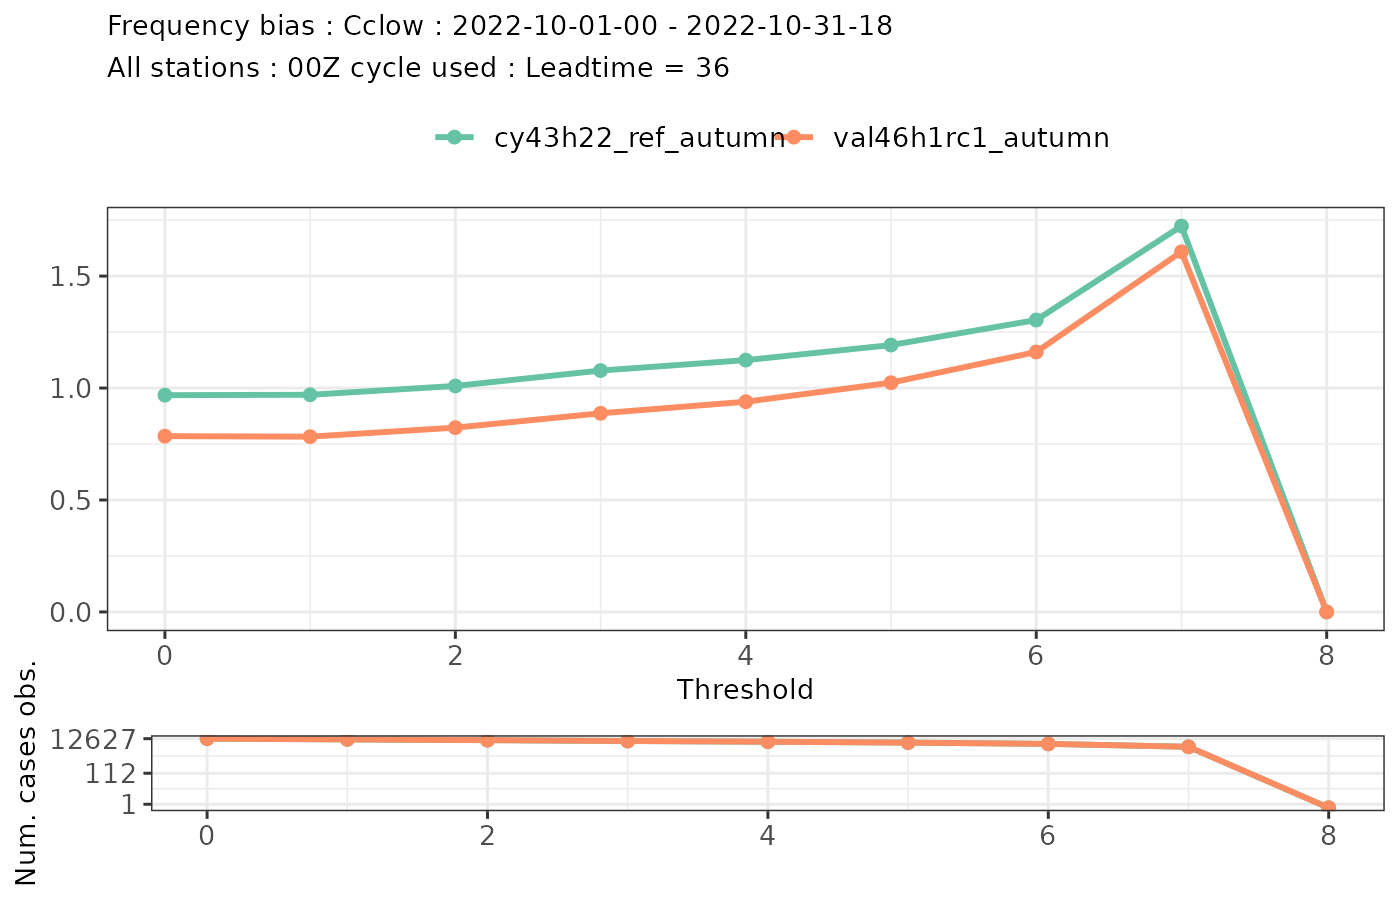 Frequency bias : Cclow : 2022-10-01-00 - 2022-10-31-18
All stations : 00Z cycle used : Leadtime = 36
cy43h22_ref_autumn val46h1rc1_autumn
1.5
1.0
0.5
0.0
0 2 4 6 8
Threshold
Num. cases obs.
12627
112
1
0 2 4 6 8